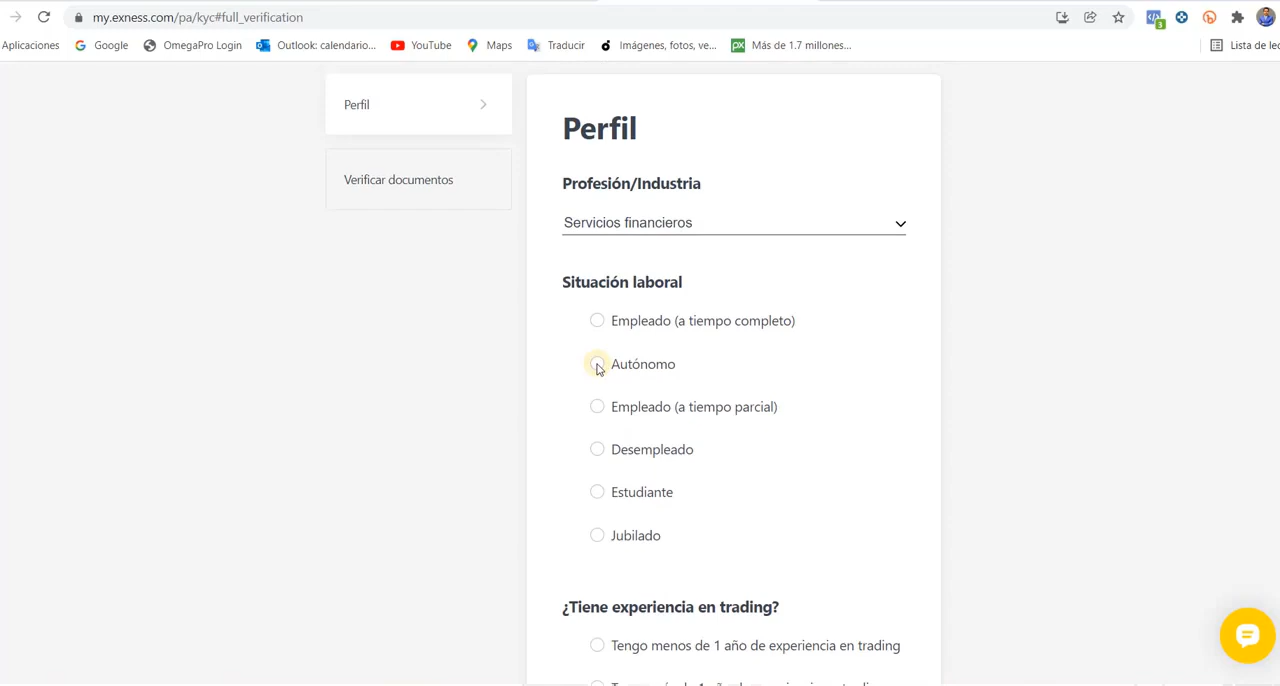 my.exness.com/pa/kyc#full_verification
3
Aplicaciones
Google
OmegaPro Login
Outlook: calendario...
YouTube
Maps
Traducir
Imágenes, fotos, ve...
px
Más de 1.7 millones...
Lista de lec
Perfil
Verificar documentos
Perfil
Profesión/Industria
Servicios financieros
Situación laboral
Empleado (a tiempo completo)
Autónomo
Empleado (a tiempo parcial)
Desempleado
Estudiante
Jubilado
¿Tiene experiencia en trading?
Tengo menos de 1 año de experiencia en trading